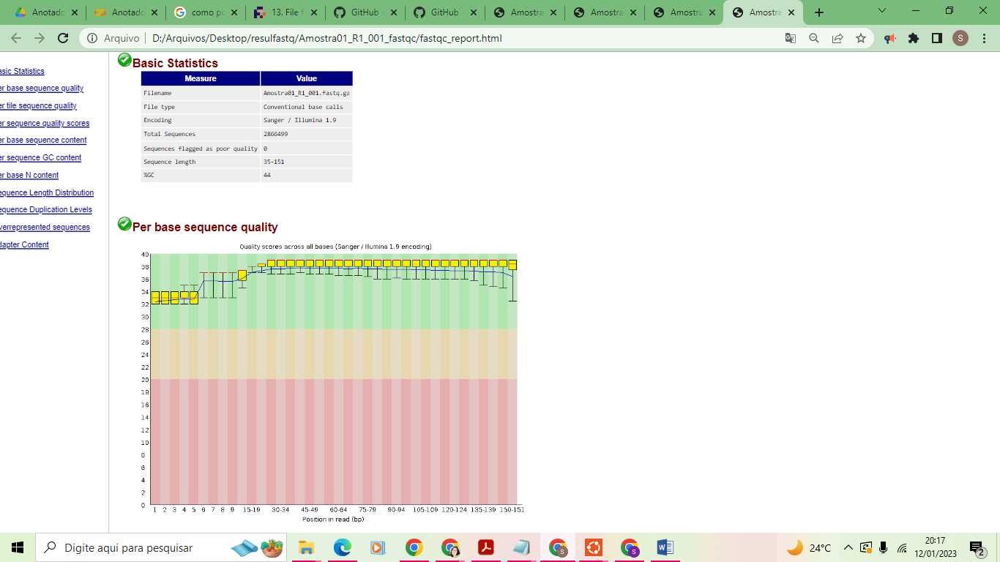 Anotado
Anotado
como po
13. File f
GitHub -
GitHub -
Amostra
Amostra
Amostra
Amostra
Arquivo
D:/Arquivos/Desktop/resulfastq/Amostra01_R1_001_fastqc/fastqc_report.html
S
asic Statistics
er base sequence quality
er tile sequence quality
er sequence quality scores
er base sequence content
er sequence GC content
er base N content
equence Length Distribution
equence Duplication Levels
verrepresented sequences
dapter Content
Basic Statistics
Measure Value
Filename Amostra01_R1_001.fastq.gz
File type Conventional base calls
Encoding Sanger / Illumina 1.9
Total Sequences 2866499
Sequences flagged as poor quality 0
Sequence length 35-151
%GC 44
Per base sequence quality
Quality scores across all bases (Sanger / Illumina 1.9 encoding)
40
38
36
34
32
30
28
26
24
22
20
18
16
14
12
10
8
6
4
2
0
1 2 3 4 5 6 7 8 9 15-19 30-34 45-49 60-64 75-79 90-94 105-109 120-124 135-139 150-151
Position in read (bp)
Digite aqui para pesquisar
24°C
20:17
12/01/2023
2